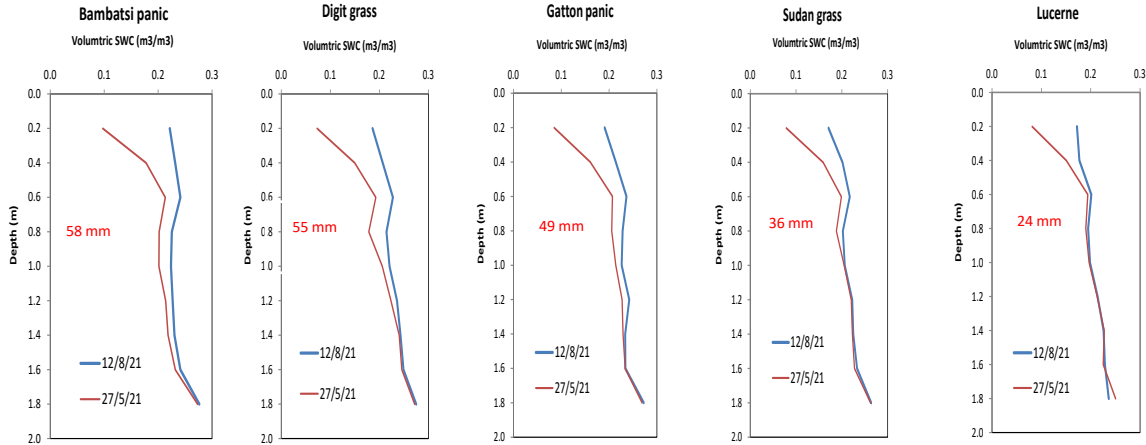 Bambatsi panic
Volumtric SWC (m3/m3)
0.0 0.1 0.2 0.3
0.0
0.2
0.4
0.6
0.8
1.0
1.2
1.4
1.6
1.8
2.0
Depth (m)
58 mm
12/8/21
27/5/21
Digit grass
Volumtric SWC (m3/m3)
0.0 0.1 0.2 0.3
0.0
0.2
0.4
0.6
0.8
1.0
1.2
1.4
1.6
1.8
2.0
Depth (m)
55 mm
12/8/21
27/5/21
Gatton panic
Volumtric SWC (m3/m3)
0.0 0.1 0.2 0.3
0.0
0.2
0.4
0.6
0.8
1.0
1.2
1.4
1.6
1.8
2.0
Depth (m)
49 mm
12/8/21
27/5/21
Sudan grass
Volumtric SWC (m3/m3)
0.0 0.1 0.2 0.3
0.0
0.2
0.4
0.6
0.8
1.0
1.2
1.4
1.6
1.8
2.0
Depth (m)
36 mm
12/8/21
27/5/21
Lucerne
Volumtric SWC (m3/m3)
0.0 0.1 0.2 0.3
0.0
0.2
0.4
0.6
0.8
1.0
1.2
1.4
1.6
1.8
2.0
Depth (m)
24 mm
12/8/21
27/5/21